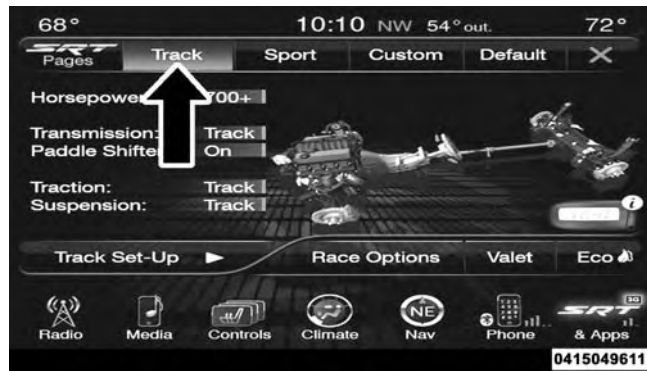 68° 10:10 NW 54° out. 72°
SRT Pages Track Sport Custom Default X
Horsepower 700+
Transmission: Track
Paddle Shifte On
Traction: Track
Suspension: Track
i
Track Set-Up Race Options Valet Eco
NE 3G
SRT
Radio Media Controls Climate Nav Phone & Apps
0415049611